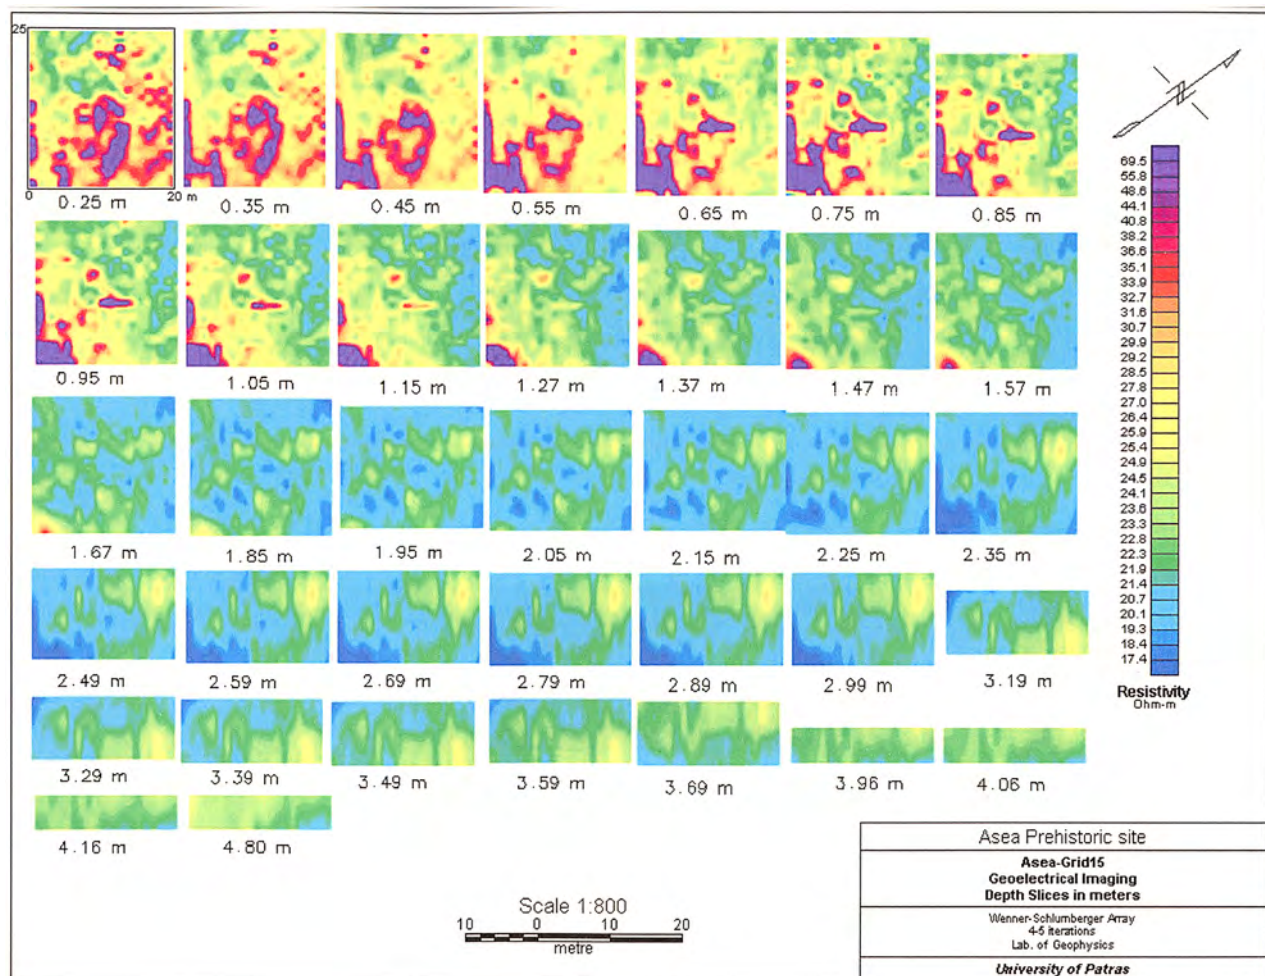 25
0 20 m
0.25 m 0.35 m 0.45 m 0.55 m 0.65 m 0.75 m 0.85 m
0.95 m 1.05 m 1.15 m 1.27 m 1.37 m 1.47 m 1.57 m
1.67 m 1.85 m 1.95 m 2.05 m 2.15 m 2.25 m 2.35 m
2.49 m 2.59 m 2.69 m 2.79 m 2.89 m 2.99 m 3.19 m
3.29 m 3.39 m 3.49 m 3.59 m 3.69 m 3.96 m 4.06 m
4.16 m 4.80 m
69.5
55.8
48.6
44.1
40.8
38.2
36.6
35.1
33.9
32.7
31.6
30.7
29.9
29.2
28.5
27.8
27.0
26.4
25.9
25.4
24.9
24.5
24.1
23.6
23.3
22.8
22.3
21.9
21.4
20.7
20.1
19.3
18.4
17.4
Resistivity
Ohm-m
Scale 1:800
10 0 10 20
metre
Asea Prehistoric site
Asea-Grid15
Geoelectrical Imaging
Depth Slices in meters
Wenner-Schlumberger Array
4-5 iterations
Lab. of Geophysics
University of Patras